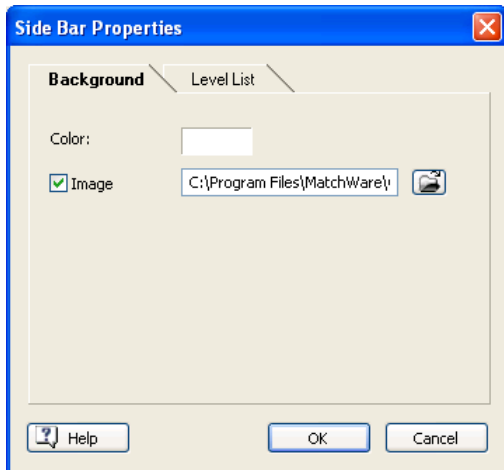 Side Bar Properties
Background Level List
Color:
Image C:\Program Files\MatchWare\
Help OK Cancel